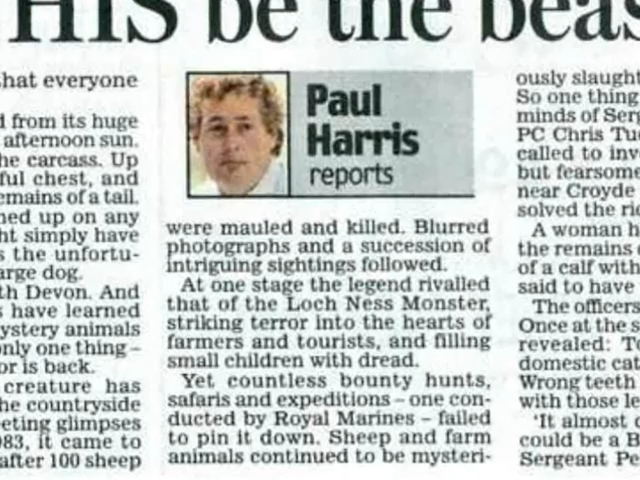 THIS be the beas
hat everyone
d from its huge
afternoon sun.
he carcass. Up
ful chest, and
emains of a tail.
ned up on any
ht simply have
s the unfortu-
arge dog.
th Devon. And
s have learned
ystery animals
only one thing –
or is back.
creature has
he countryside
eting glimpses
983, it came to
after 100 sheep
Paul
Harris
reports
were mauled and killed. Blurred
photographs and a succession of
intriguing sightings followed.
At one stage the legend rivalled
that of the Loch Ness Monster,
striking terror into the hearts of
farmers and tourists, and filling
small children with dread.
Yet countless bounty hunts,
safaris and expeditions – one con-
ducted by Royal Marines – failed
to pin it down. Sheep and farm
animals continued to be mysteri-
ously slaught
So one thing
minds of Serg
PC Chris Tu
called to inv
but fearsome
near Croyde
solved the rid
A woman h
the remains o
of a calf with
said to have
The officers
Once at the s
revealed: To
domestic cat
Wrong teeth
with those le
'It almost c
could be a B
Sergeant Pe